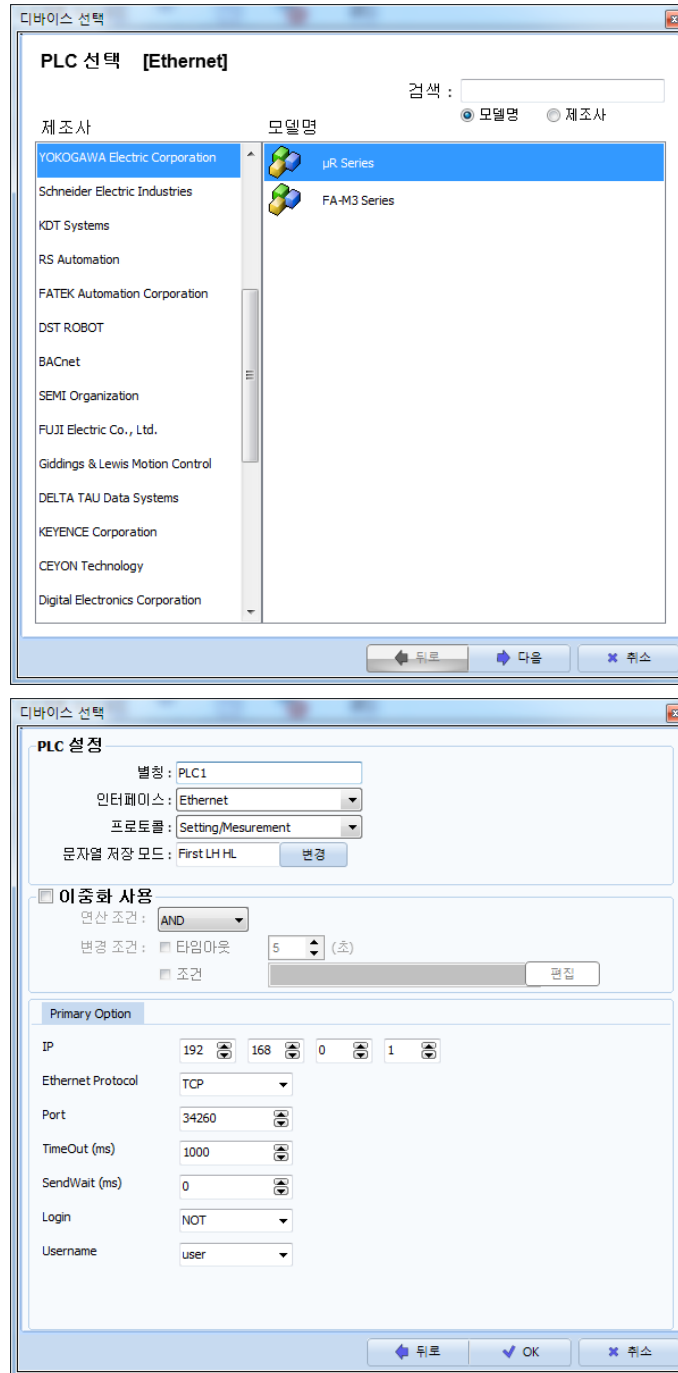 디바이스 선택
PLC 선택 [Ethernet]
검색 :
모델명 제조사
제조사 모델명
YOKOGAWA Electric Corporation
Schneider Electric Industries
KDT Systems
RS Automation
FATEK Automation Corporation
DST ROBOT
BACnet
SEMI Organization
FUJI Electric Co., Ltd.
Giddings & Lewis Motion Control
DELTA TAU Data Systems
KEYENCE Corporation
CEYON Technology
Digital Electronics Corporation
μR Series
FA-M3 Series
뒤로 다음 취소
디바이스 선택
PLC 설정
별칭 : PLC1
인터페이스 : Ethernet
프로토콜 : Setting/Mesurement
문자열 저장 모드 : First LH HL 변경
이중화 사용
연산 조건 : AND
변경 조건 : 타임아웃 5 (초)
조건 편집
Primary Option
IP 192 168 0 1
Ethernet Protocol TCP
Port 34260
TimeOut (ms) 1000
SendWait (ms) 0
Login NOT
Username user
뒤로 OK 취소